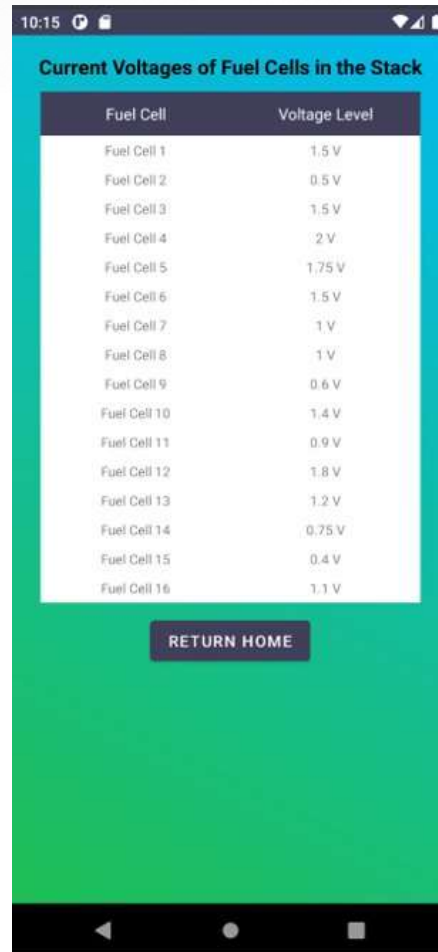 10:15
Current Voltages of Fuel Cells in the Stack
Fuel Cell Voltage Level
Fuel Cell 1 1.5 V
Fuel Cell 2 0.5 V
Fuel Cell 3 1.5 V
Fuel Cell 4 2 V
Fuel Cell 5 1.75 V
Fuel Cell 6 1.5 V
Fuel Cell 7 1 V
Fuel Cell 8 1 V
Fuel Cell 9 0.6 V
Fuel Cell 10 1.4 V
Fuel Cell 11 0.9 V
Fuel Cell 12 1.8 V
Fuel Cell 13 1.2 V
Fuel Cell 14 0.75 V
Fuel Cell 15 0.4 V
Fuel Cell 16 1.1 V
RETURN HOME